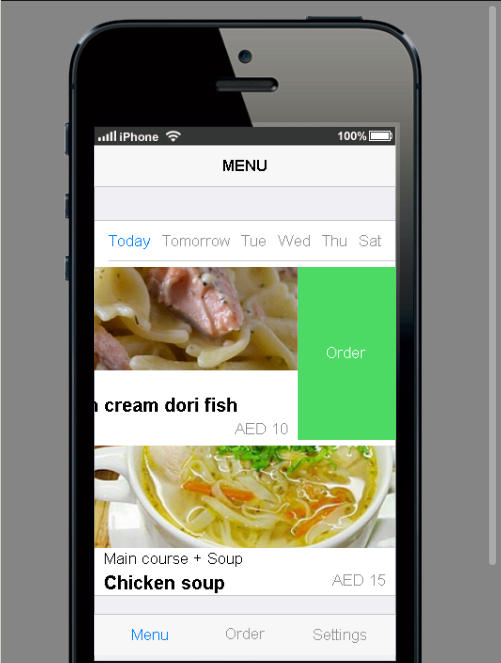 iPhone 100%
MENU
Today Tomorrow Tue Wed Thu Sat
Order
cream dori fish
AED 10
Main course + Soup
Chicken soup AED 15
Menu Order Settings